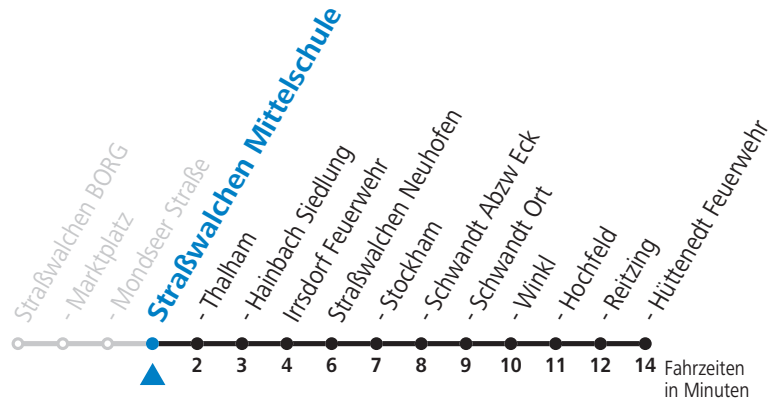 Straßwalchen BORG
- Marktplatz
- Mondseer Straße
Straßwalchen Mittelschule
- Thalham
- Hainbach Siedlung
Irrsdorf Feuerwehr
Straßwalchen Neuhofen
- Stockham
- Schwandt Abzw Eck
- Schwandt Ort
- Winkl
- Hochfeld
- Reitzing
- Hüttenedt Feuerwehr
2 3 4 6 7 8 9 10 11 12 14 Fahrzeiten
in Minuten